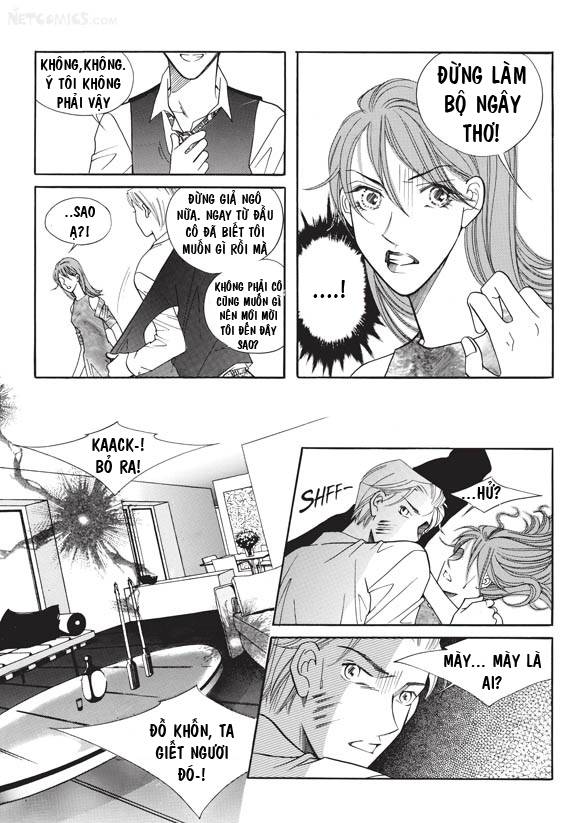 NETCOMICS.COM
KHÔNG,KHÔNG.
Ý TÔI KHÔNG
PHẢI VẬY
ĐỪNG LÀM
BỘ NGÂY
THƠ!
..SAO
Ạ?!
ĐỪNG GIẢ NGÔ
NỮA. NGAY TỪ ĐẦU
CÔ ĐÃ BIẾT TÔI
MUỐN GÌ RỒI MÀ
KHÔNG PHẢI CÔ
CŨNG MUỐN GÌ
NÊN MỚI MỜI
TÔI ĐẾN ĐÂY
SAO?
....!
KAACK-!
BỎ RA!
SHFF-
...HỬ?
MÀY... MÀY LÀ
AI?
ĐỒ KHỐN, TA
GIẾT NGƯƠI
ĐÓ-!